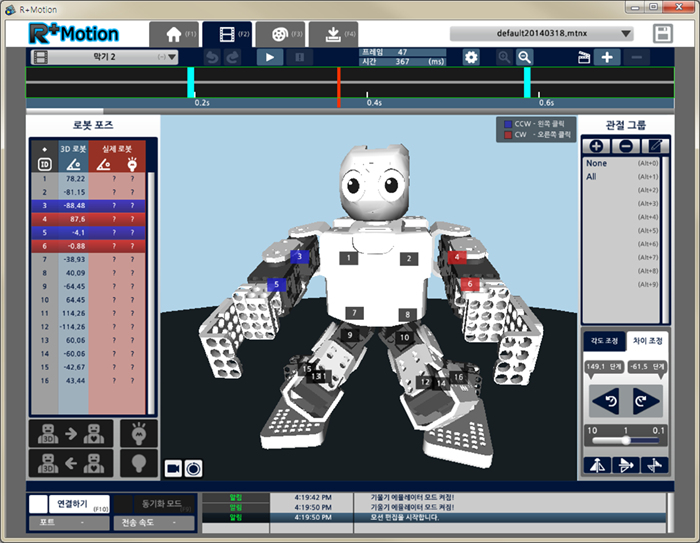 R+Motion
R+Motion
(F1)
(F2)
(F3)
(F4)
default20140318.mtnx
악기 2
(-)
프레임 47
시간 367 (ms)
0.2s
0.4s
0.6s
로봇 포즈
3D 로봇 실제 로봇
ID
1 78,22 ? ?
2 -81,15 ? ?
3 -88,48 ? ?
4 87,6 ? ?
5 -4,1 ? ?
6 -0,88 ? ?
7 -38,93 ? ?
8 40,09 ? ?
9 -64,45 ? ?
10 64,45 ? ?
11 114,26 ? ?
12 -114,26 ? ?
13 60,06 ? ?
14 -60,06 ? ?
15 -42,67 ? ?
16 43,44 ? ?
3D
3D
CCW - 왼쪽 클릭
CW - 오른쪽 클릭
3
1
2
4
5
6
7
8
9
10
15
13
11
12
14
16
관절 그룹
None (Alt+0)
All (Alt+1)
(Alt+2)
(Alt+3)
(Alt+4)
(Alt+5)
(Alt+6)
(Alt+7)
(Alt+8)
(Alt+9)
각도 조정 차이 조정
149,1 단계 -61,5 단계
10 1 0.1
연결하기 (F10)
동기화 모드
포트 -
전송 속도 -
알림 4:19:42 PM 기울기 에뮬레이터 모드 켜짐!
알림 4:19:50 PM 기울기 에뮬레이터 모드 켜짐!
알림 4:19:50 PM 모션 편집을 시작합니다.